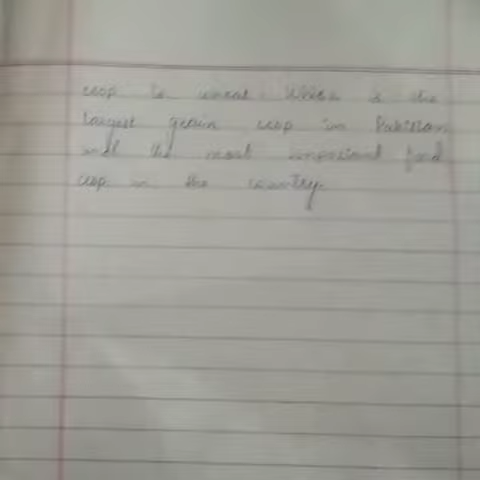 crop is wheat. Which is the
largest grain crop in Pakistan
and the most important food
crop in the country.